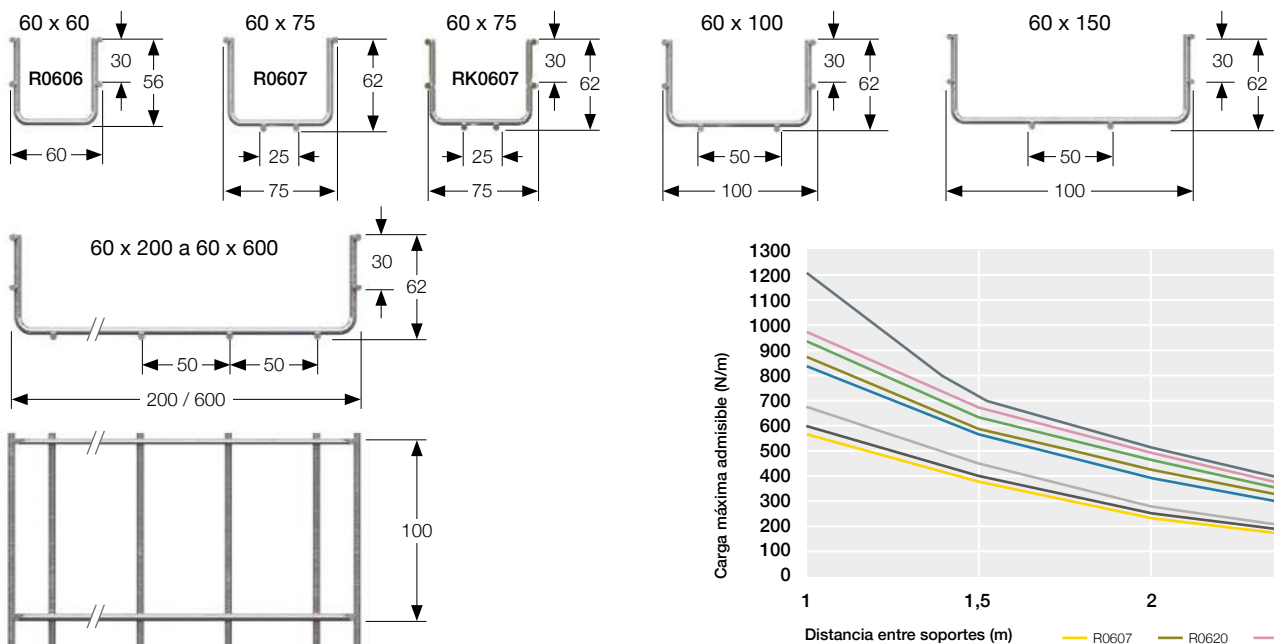 60 x 60
R0606
30
56
60
60 x 75
R0607
62
25
75
60 x 75
RK0607
30
62
25
75
60 x 100
30
62
50
100
60 x 150
30
62
50
100
60 x 200 a 60 x 600
30
62
50
50
200 / 600
100
Carga máxima admisible (N/m)
1300
1200
1100
1000
900
800
700
600
500
400
300
200
100
0
1
1,5
2
Distancia entre soportes (m)
R0607
R0620